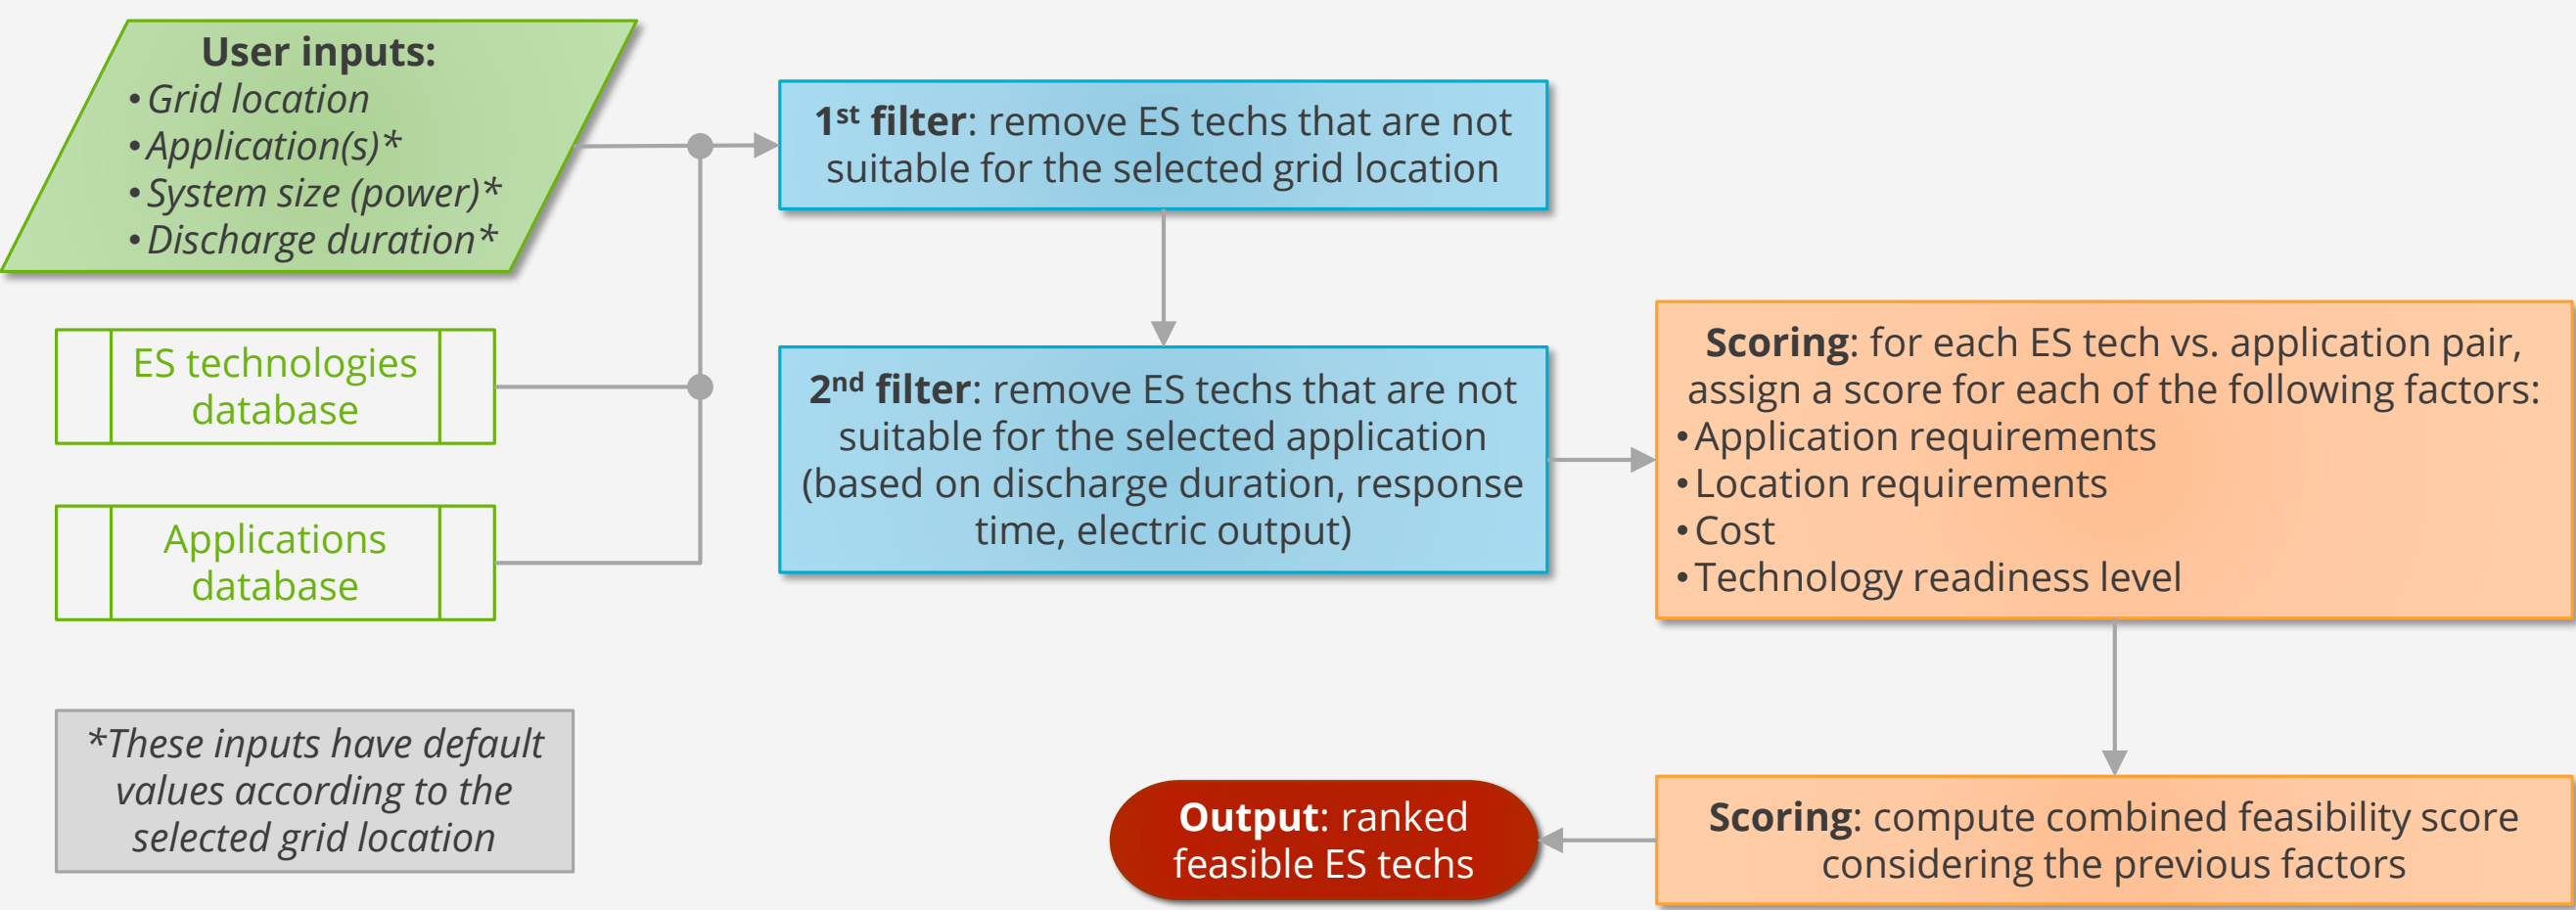 User inputs:
• Grid location
• Application(s)*
• System size (power)*
• Discharge duration*
ES technologies
database
Applications
database
*These inputs have default
values according to the
selected grid location
1st filter: remove ES techs that are not
suitable for the selected grid location
2nd filter: remove ES techs that are not
suitable for the selected application
(based on discharge duration, response
time, electric output)
Scoring: for each ES tech vs. application pair,
assign a score for each of the following factors:
• Application requirements
• Location requirements
• Cost
• Technology readiness level
Scoring: compute combined feasibility score
considering the previous factors
Output: ranked
feasible ES techs